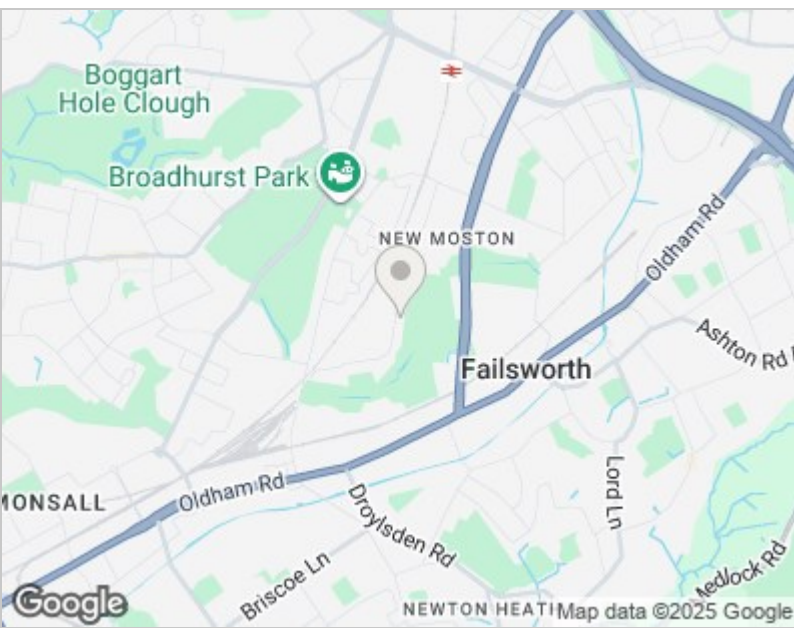 Boggart
Hole Clough
Broadhurst Park
NEW MOSTON
Oldham Rd
Ashton Rd
Failsworth
MONSALL
Oldham Rd
Droylsden Rd
Lord Ln
Briscoe Ln
Medlock Rd
NEWTON HEATH
Google
Map data ©2025 Google